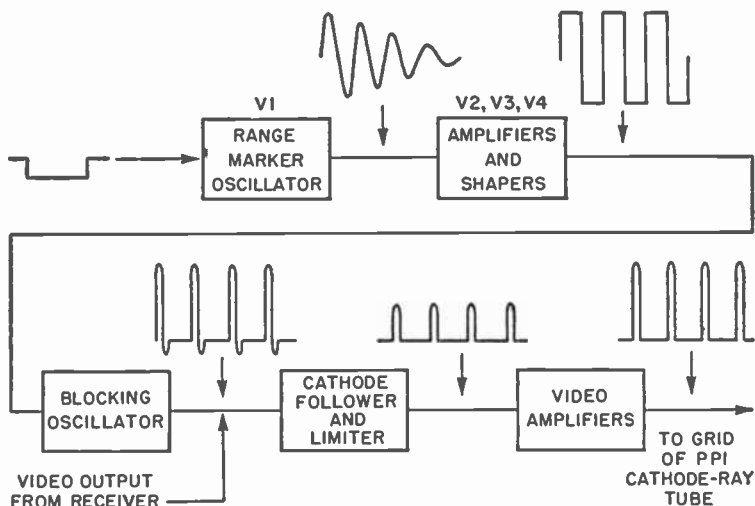 V1
RANGE
MARKER
OSCILLATOR
V2, V3, V4
AMPLIFIERS
AND
SHAPERS
BLOCKING
OSCILLATOR
CATHODE
FOLLOWER
AND
LIMITER
VIDEO
AMPLIFIERS
VIDEO OUTPUT
FROM RECEIVER
TO GRID
OF PPI
CATHODE-RAY
TUBE